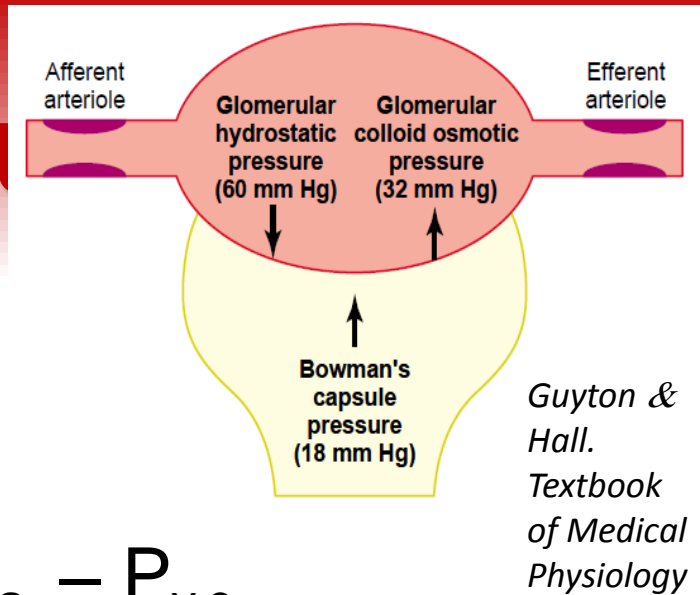 Afferent
arteriole
Efferent
arteriole
Glomerular
hydrostatic
pressure
(60 mm Hg)
Glomerular
colloid osmotic
pressure
(32 mm Hg)
Bowman's
capsule
pressure
(18 mm Hg)
Guyton &
Hall.
Textbook
of Medical
Physiology
– P